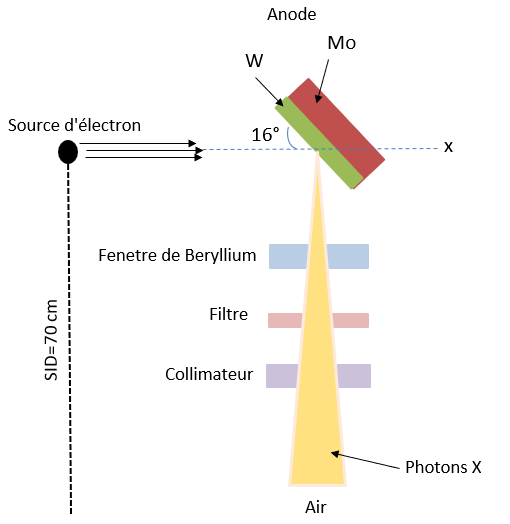 Anode
Mo
W
Source d'électron
16°
x
Fenetre de Beryllium
Filtre
SID=70 cm
Collimateur
Photons X
Air